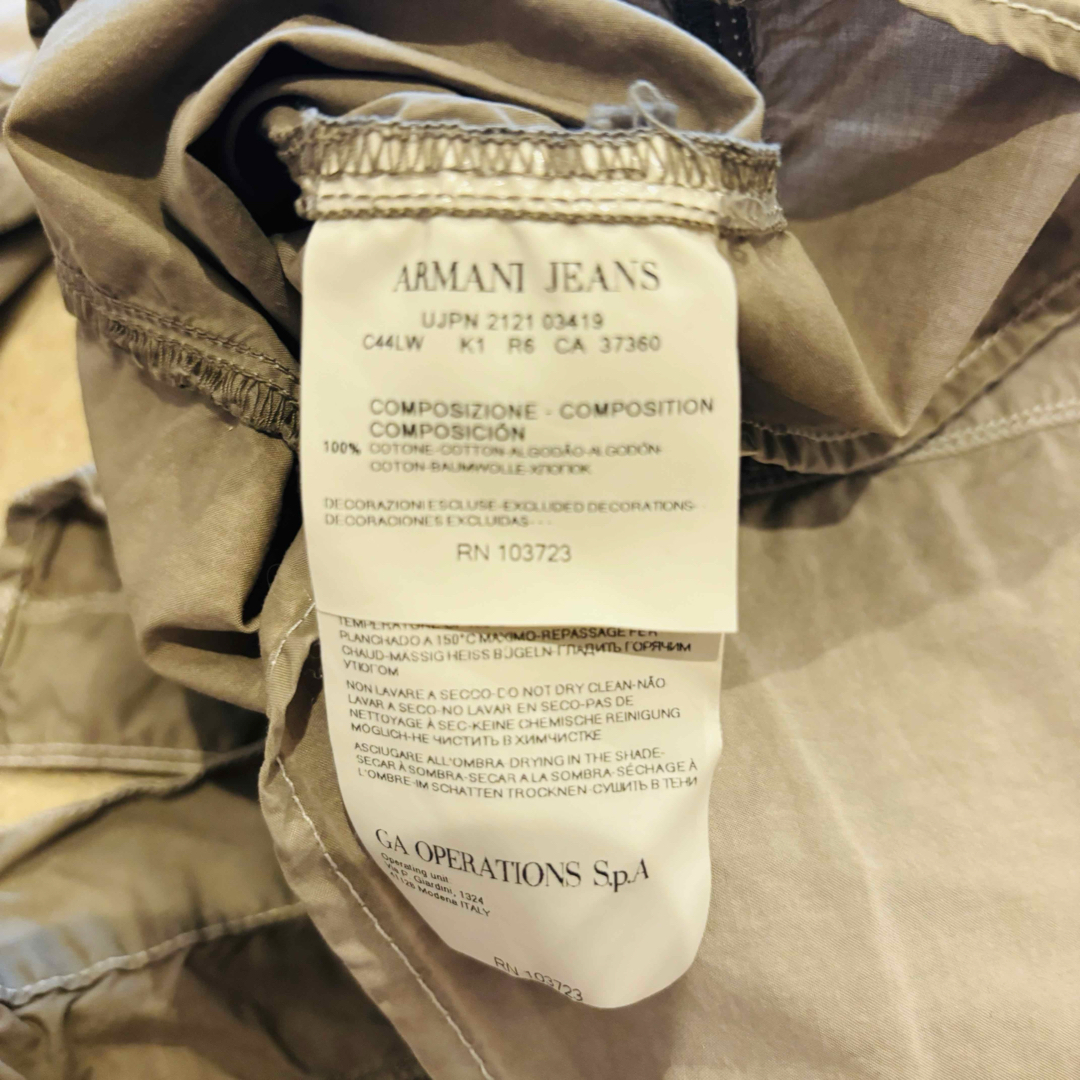 ARMANI JEANS
UJPN 2121 03419
C44LW K1 R6 CA 37360
COMPOSIZIONE - COMPOSITION
COMPOSICIÓN
100% COTONE-COTTON-ALGODÃO-ALGODÓN-
COTON-BAUMWOLLE-ХЛОПОК
DECORAZIONI ESCLUSE-EXCLUDED DECORATIONS-
DECORACIONES EXCLUIDAS---
RN 103723
PLANCHADO A 150°C MAXIMO-REPASSAGE FER
CHAUD-MÄSSIG HEISS BÜGELN-ГЛАДИТЬ ГОРЯЧИМ
УТЮГОМ
NON LAVARE A SECCO-DO NOT DRY CLEAN-NÃO
LAVAR A SECO-NO LAVAR EN SECO-PAS DE
NETTOYAGE À SEC-KEINE CHEMISCHE REINIGUNG
MÖGLICH-НЕ ЧИСТИТЬ В ХИМЧИСТКЕ
ASCIUGARE ALL'OMBRA-DRYING IN THE SHADE-
SECAR À SOMBRA-SECAR A LA SOMBRA-SÉCHAGE À
L'OMBRE-IM SCHATTEN TROCKNEN-СУШИТЬ В ТЕНИ
GA OPERATIONS S.p.A
Operating unit
Via P. Giardini, 1324
41126 Modena ITALY
RN 103723